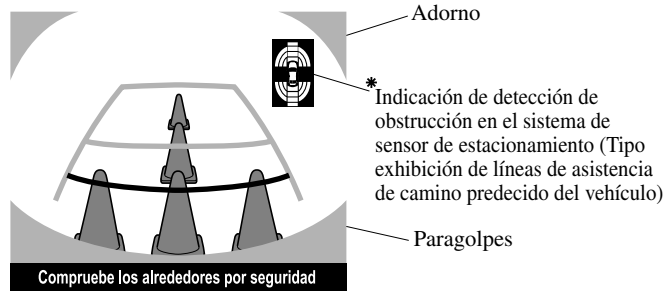 Adorno
*Indicación de detección de
obstrucción en el sistema de
sensor de estacionamiento (Tipo
exhibición de líneas de asistencia
de camino predecido del vehículo)
Paragolpes
Compruebe los alrededores por seguridad